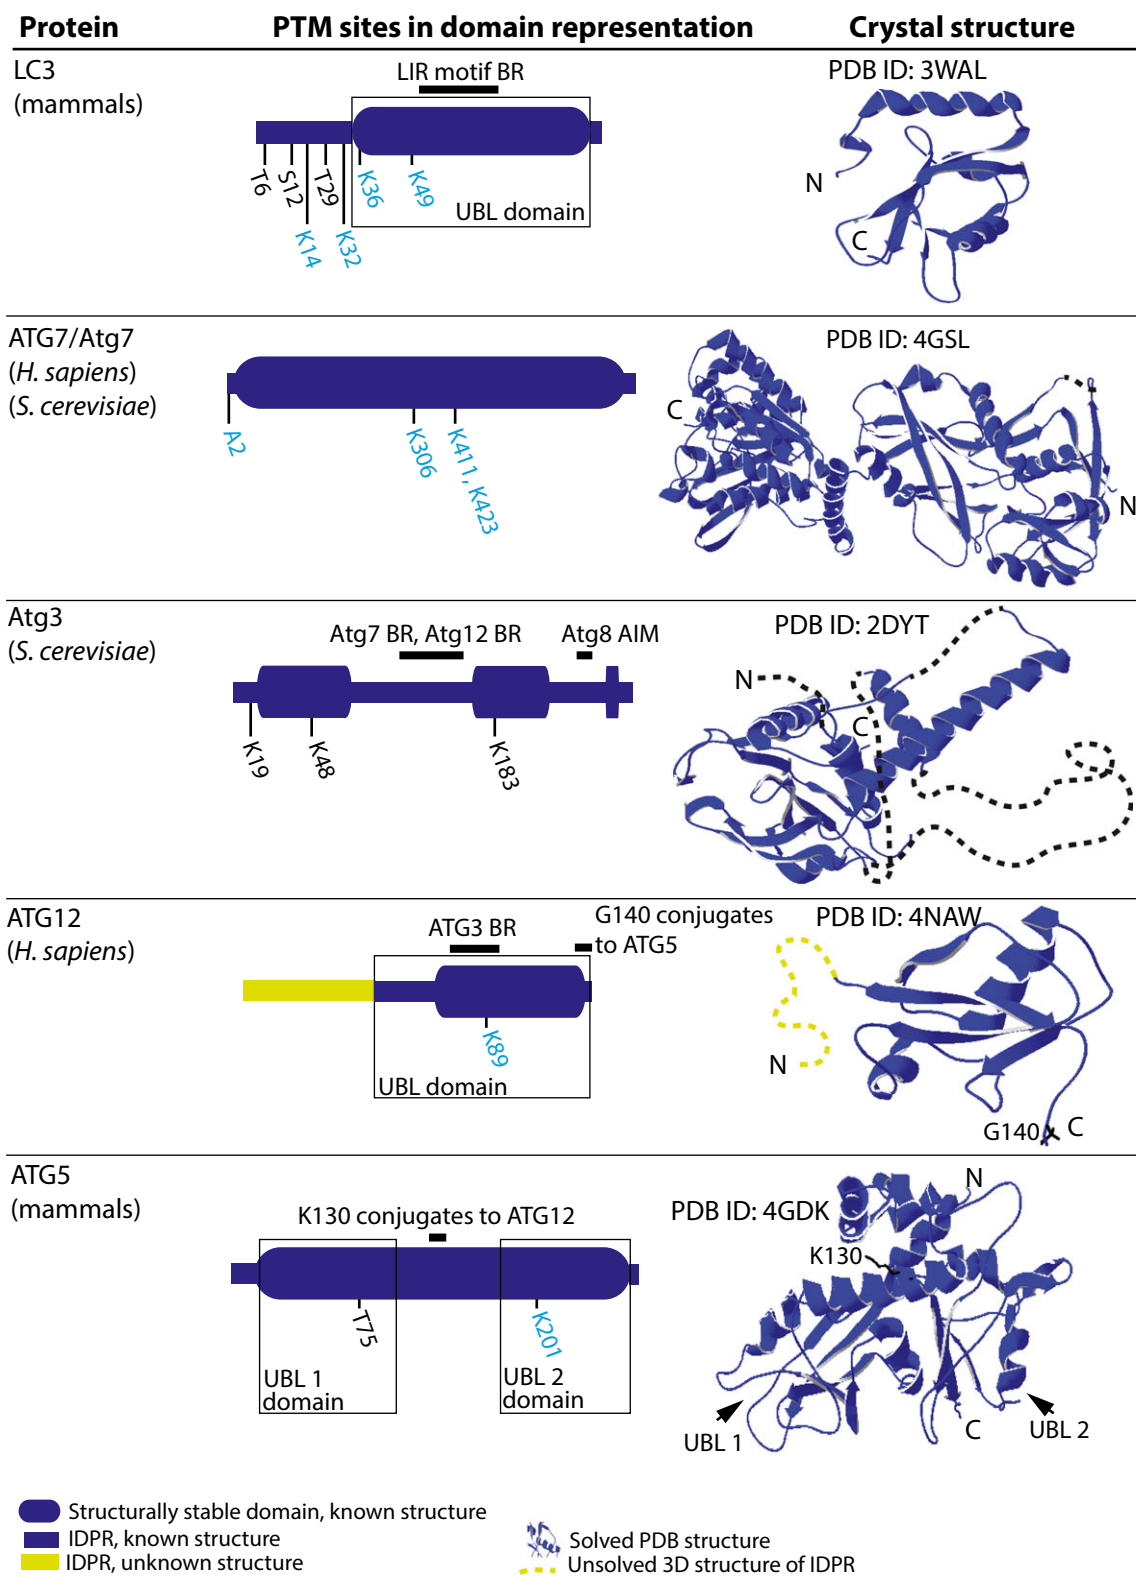 Protein PTM sites in domain representation Crystal structure
LC3
(mammals)
LIR motif BR
T6 S12 K14 T29 K32 K36 K49
UBL domain
PDB ID: 3WAL
N
C
ATG7/Atg7
(H. sapiens)
(S. cerevisiae)
A2 K306 K411, K423
PDB ID: 4GSL
C
N
Atg3
(S. cerevisiae)
Atg7 BR, Atg12 BR Atg8 AIM
K19 K48 K183
PDB ID: 2DYT
N
C
ATG12
(H. sapiens)
ATG3 BR
G140 conjugates
to ATG5
K89
UBL domain
PDB ID: 4NAW
N
G140 C
ATG5
(mammals)
K130 conjugates to ATG12
T75 K201
UBL 1
domain
UBL 2
domain
PDB ID: 4GDK
N
K130
UBL 1
C
UBL 2
Structurally stable domain, known structure
IDPR, known structure
IDPR, unknown structure
Solved PDB structure
Unsolved 3D structure of IDPR